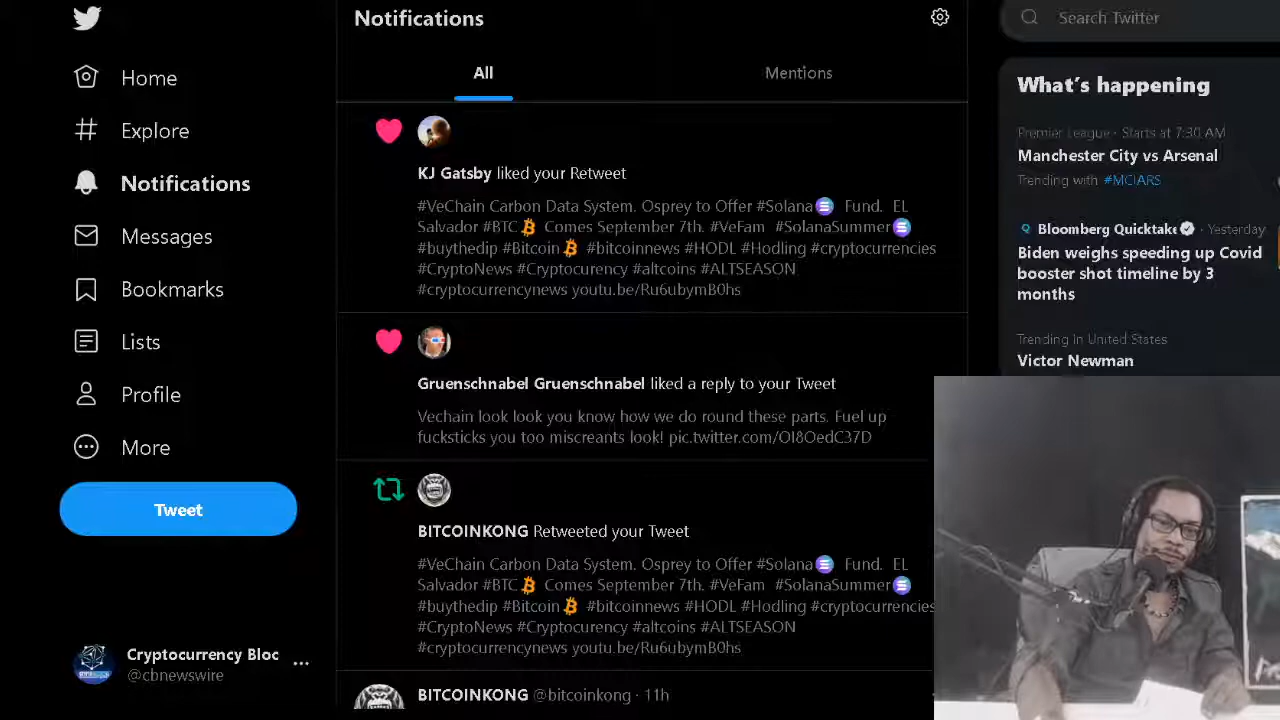 Notifications
Search Twitter
Home
Explore
Notifications
Messages
Bookmarks
Lists
Profile
More
Tweet
Cryptocurrency Bloc
@cbnewswire
All
Mentions
KJ Gatsby liked your Retweet
#VeChain Carbon Data System. Osprey to Offer #Solana Fund. EL
Salvador #BTC Comes September 7th. #VeFam #SolanaSummer
#buythedip #Bitcoin #bitcoinnews #HODL #Hodling #cryptocurrencies
#CryptoNews #Cryptocurency #altcoins #ALTSEASON
#cryptocurrencynews youtu.be/Ru6ubymB0hs
Gruenschnabel Gruenschnabel liked a reply to your Tweet
Vechain look look you know how we do round these parts. Fuel up
fucksticks you too miscreants look! pic.twitter.com/OI8OedC37D
BITCOINKONG Retweeted your Tweet
#VeChain Carbon Data System. Osprey to Offer #Solana Fund. EL
Salvador #BTC Comes September 7th. #VeFam #SolanaSummer
#buythedip #Bitcoin #bitcoinnews #HODL #Hodling #cryptocurrencies
#CryptoNews #Cryptocurency #altcoins #ALTSEASON
#cryptocurrencynews youtu.be/Ru6ubymB0hs
BITCOINKONG @bitcoinkong · 11h
What's happening
Premier League · Starts at 7:30 AM
Manchester City vs Arsenal
Trending with #MCIARS
Bloomberg Quicktake · Yesterday
Biden weighs speeding up Covid
booster shot timeline by 3
months
Trending in United States
Victor Newman